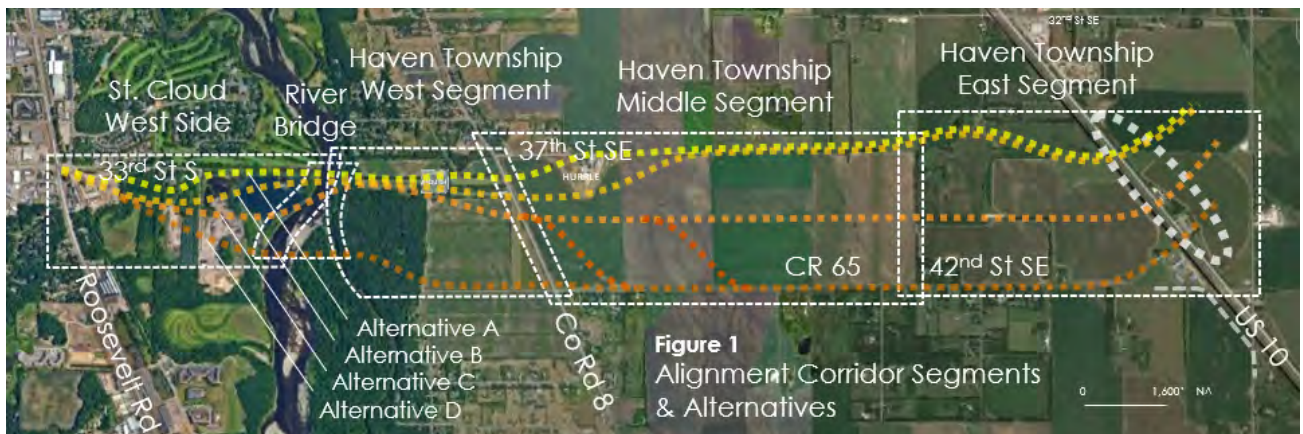 32nd St SE
Haven Township
West Segment
Haven Township
Middle Segment
Haven Township
East Segment
St. Cloud
West Side
River
Bridge
33rd St S
37th St SE
HURRLE
CR 65
42nd St SE
Roosevelt Rd
Co Rd 8
US 10
Alternative A
Alternative B
Alternative C
Alternative D
Figure 1
Alignment Corridor Segments
& Alternatives
0 1,600'